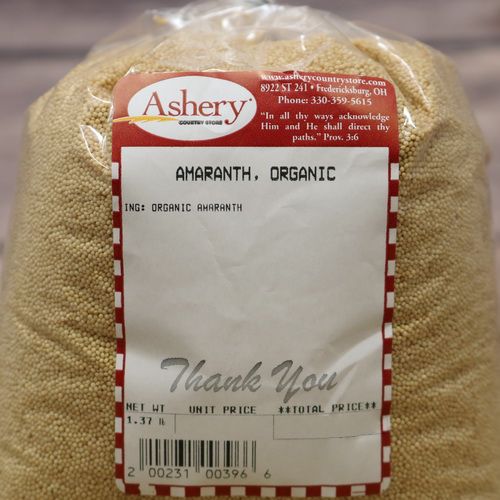 Ashery
COUNTRY STORE
www.asherycountrystore.com
8922 ST 241 • Fredericksburg, OH
Phone: 330-359-5615
"In all thy ways acknowledge
Him and He shall direct thy
paths." Prov. 3:6
AMARANTH, ORGANIC
ING: ORGANIC AMARANTH
Thank You
NET WT UNIT PRICE **TOTAL PRICE**
1.37 lb
2 00231 00396 6